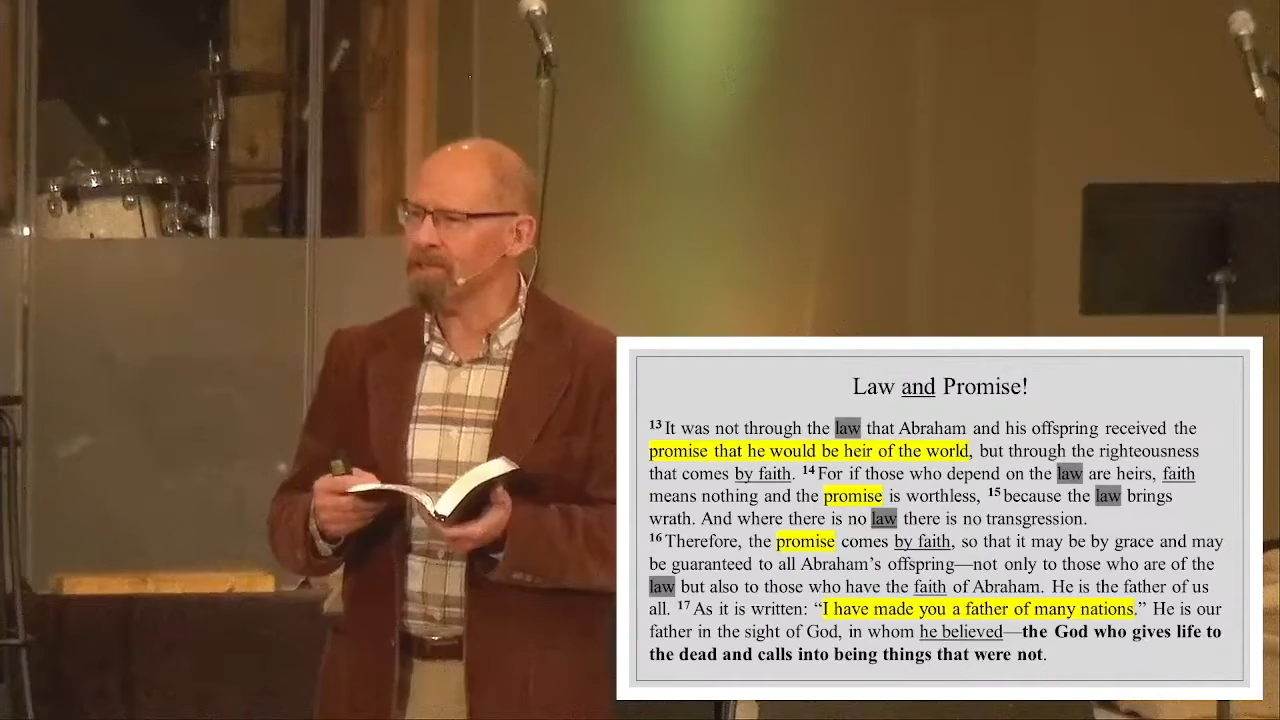 Law and Promise!
13 It was not through the law that Abraham and his offspring received the
promise that he would be heir of the world, but through the righteousness
that comes by faith. 14 For if those who depend on the law are heirs, faith
means nothing and the promise is worthless, 15 because the law brings
wrath. And where there is no law there is no transgression.
16 Therefore, the promise comes by faith, so that it may be by grace and may
be guaranteed to all Abraham’s offspring—not only to those who are of the
law but also to those who have the faith of Abraham. He is the father of us
all. 17 As it is written: “I have made you a father of many nations.” He is our
father in the sight of God, in whom he believed—the God who gives life to
the dead and calls into being things that were not.